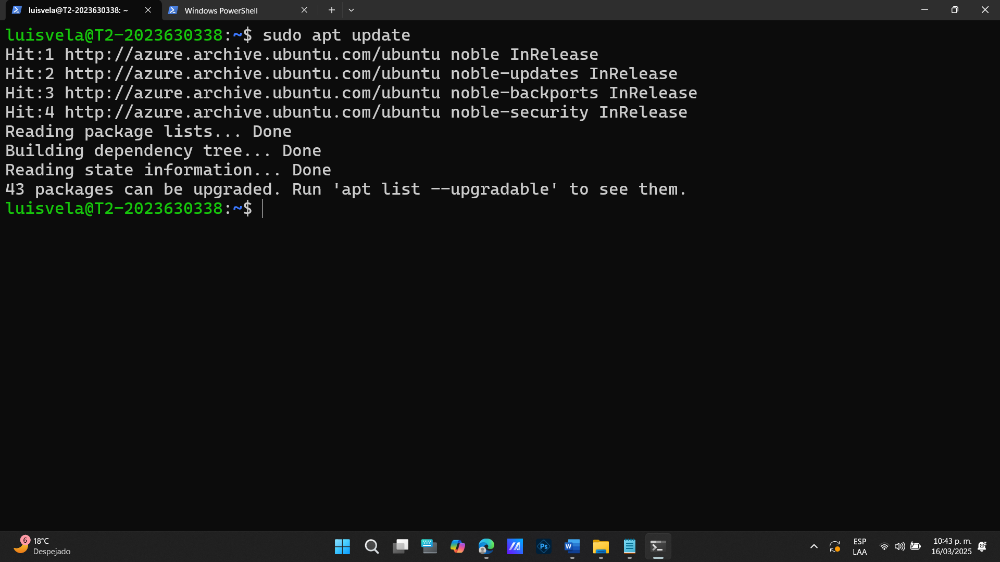 luisvela@T2-2023630338: ~
Windows PowerShell
luisvela@T2-2023630338:~$ sudo apt update
Hit:1 http://azure.archive.ubuntu.com/ubuntu noble InRelease
Hit:2 http://azure.archive.ubuntu.com/ubuntu noble-updates InRelease
Hit:3 http://azure.archive.ubuntu.com/ubuntu noble-backports InRelease
Hit:4 http://azure.archive.ubuntu.com/ubuntu noble-security InRelease
Reading package lists... Done
Building dependency tree... Done
Reading state information... Done
43 packages can be upgraded. Run 'apt list --upgradable' to see them.
luisvela@T2-2023630338:~$
6
18°C
Despejado
Ps
W
ESP
LAA
10:43 p. m.
16/03/2025